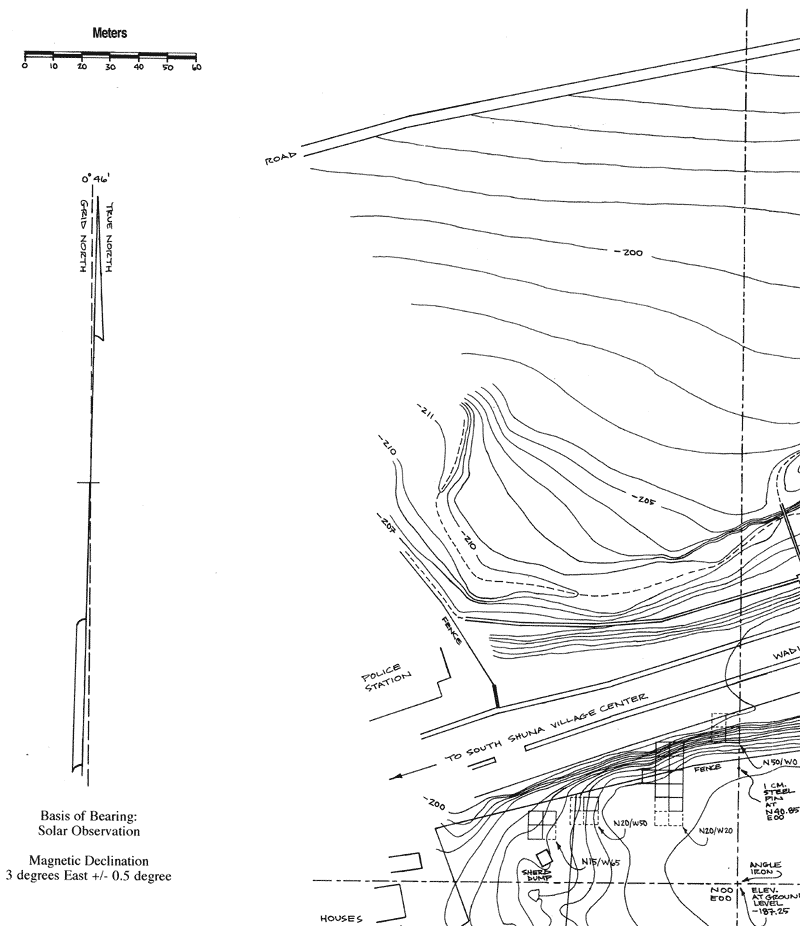 Meters
0 10 20 30 40 50 60
ROAD
0° 46'
GRID NORTH
TRUE NORTH
-200
-211
-210
-205
-207
-210
FENCE
POLICE
STATION
WADI
TO SOUTH SHUNA VILLAGE CENTER
FENCE
N50/W0
1 CM.
STEEL
PIN
AT
N40.85
E00
-200
N20/W50
N20/W20
N15/W65
SHERD
DUMP
ANGLE
IRON
N00
E00
ELEV.
AT GROUND
LEVEL
-187.25
HOUSES
Basis of Bearing:
Solar Observation
Magnetic Declination
3 degrees East +/- 0.5 degree